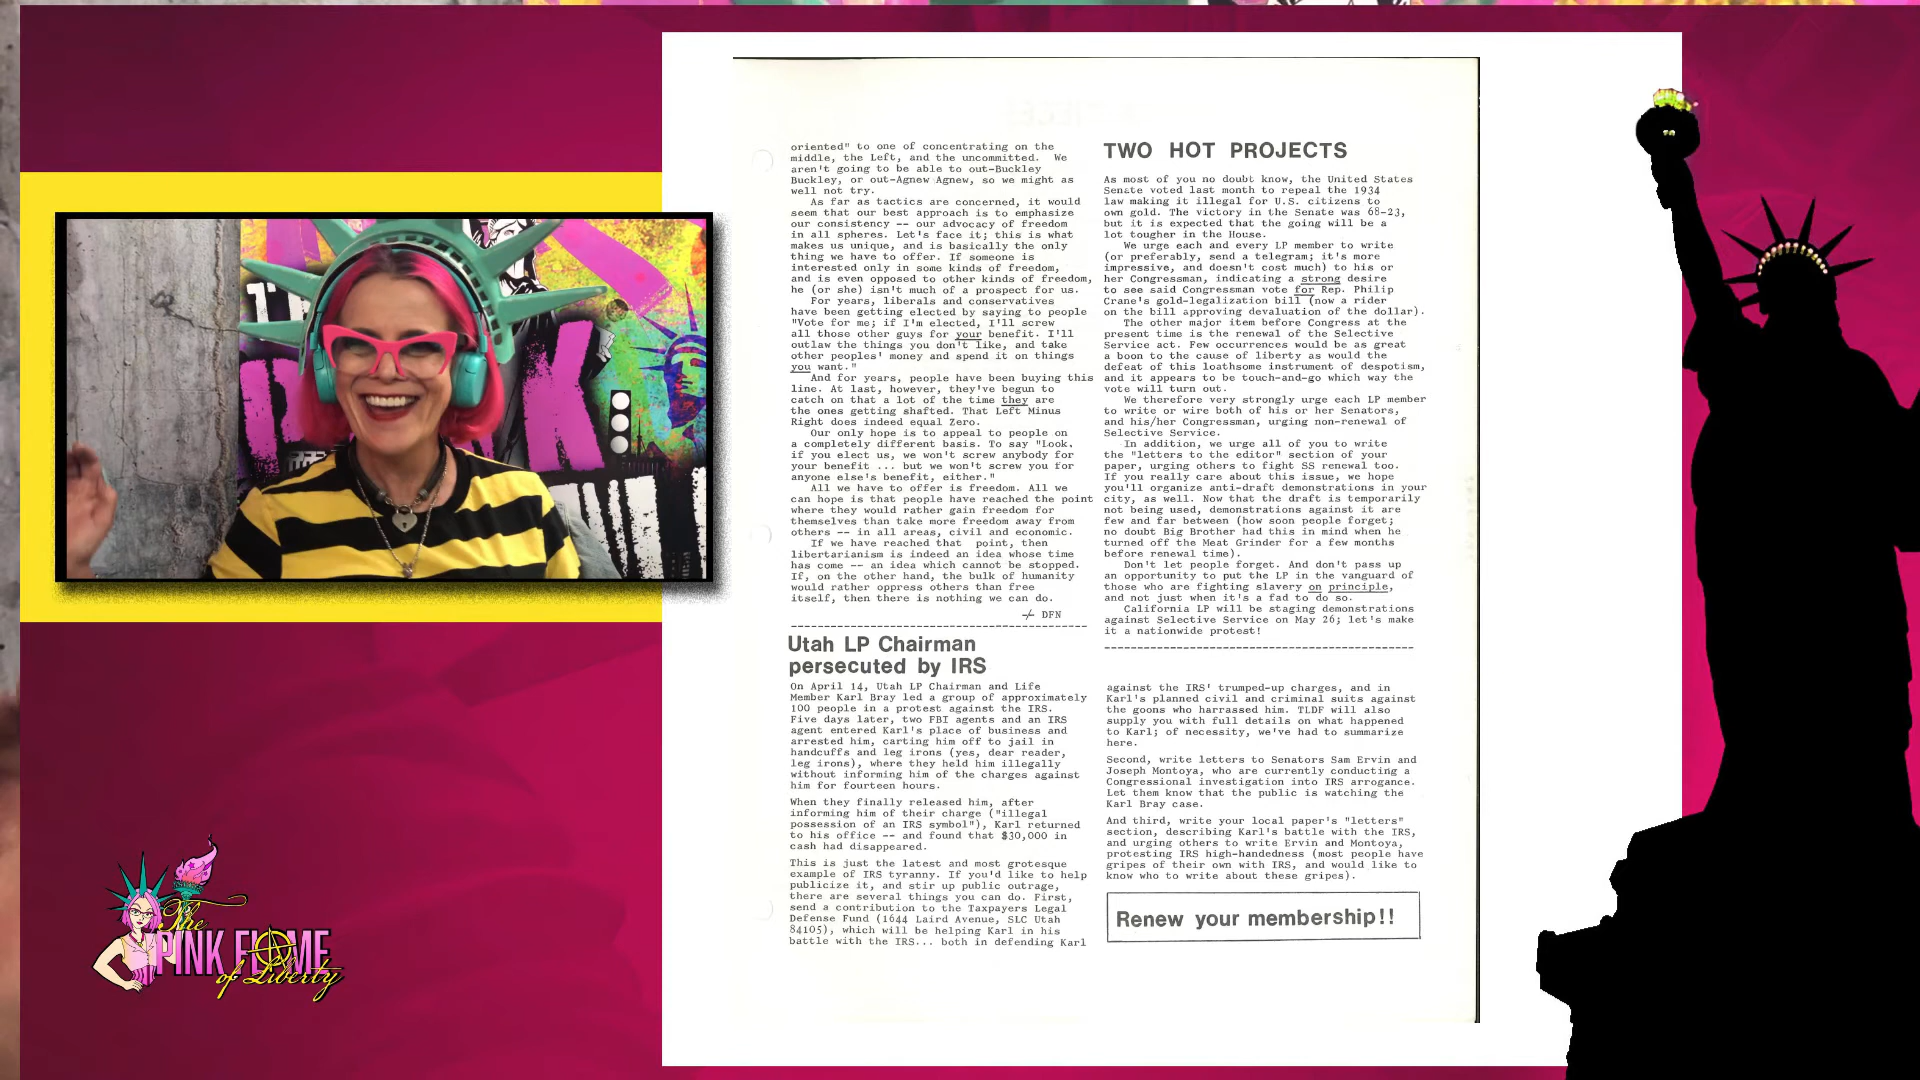 oriented" to one of concentrating on the
middle, the Left, and the uncommitted. We
aren't going to be able to out-Buckley
Buckley, or out-Agnew Agnew, so we might as
well not try.
As far as tactics are concerned, it would
seem that our best approach is to emphasize
our consistency -- our advocacy of freedom
in all spheres. Let's face it; this is what
makes us unique, and is basically the only
thing we have to offer. If someone is
interested only in some kinds of freedom,
and is even opposed to other kinds of freedom,
he (or she) isn't much of a prospect for us.
For years, liberals and conservatives
have been getting elected by saying to people
"Vote for me; if I'm elected, I'll screw
all those other guys for your benefit. I'll
outlaw the things you don't like, and take
other peoples' money and spend it on things
you want."
And for years, people have been buying this
line. At last, however, they've begun to
catch on that a lot of the time they are
the ones getting shafted. That Left Minus
Right does indeed equal Zero.
Our only hope is to appeal to people on
a completely different basis. To say "Look,
if you elect us, we won't screw anybody for
your benefit ... but we won't screw you for
anyone else's benefit, either."
All we have to offer is freedom. All we
can hope is that people have reached the point
where they would rather gain freedom for
themselves than take more freedom away from
others -- in all areas, civil and economic.
If we have reached that point, then
libertarianism is indeed an idea whose time
has come -- an idea which cannot be stopped.
If, on the other hand, the bulk of humanity
would rather oppress others than free
itself, then there is nothing we can do.
DFN
TWO HOT PROJECTS
As most of you no doubt know, the United States
Senate voted last month to repeal the 1934
law making it illegal for U.S. citizens to
own gold. The victory in the Senate was 68-23,
but it is expected that the going will be a
lot tougher in the House.
We urge each and every LP member to write
(or preferably, send a telegram; it's more
impressive, and doesn't cost much) to his or
her Congressman, indicating a strong desire
to see said Congressman vote for Rep. Philip
Crane's gold-legalization bill (now a rider
on the bill approving devaluation of the dollar).
The other major item before Congress at the
present time is the renewal of the Selective
Service act. Few occurrences would be as great
a boon to the cause of liberty as would the
defeat of this loathsome instrument of despotism,
and it appears to be touch-and-go which way the
vote will turn out.
We therefore very strongly urge each LP member
to write or wire both of his or her Senators,
and his/her Congressman, urging non-renewal of
Selective Service.
In addition, we urge all of you to write
the "letters to the editor" section of your
paper, urging others to fight SS renewal too.
If you really care about this issue, we hope
you'll organize anti-draft demonstrations in your
city, as well. Now that the draft is temporarily
not being used, demonstrations against it are
few and far between (how soon people forget;
no doubt Big Brother had this in mind when he
turned off the Meat Grinder for a few months
before renewal time).
Don't let people forget. And don't pass up
an opportunity to put the LP in the vanguard of
those who are fighting slavery on principle,
and not just when it's a fad to do so.
California LP will be staging demonstrations
against Selective Service on May 26; let's make
it a nationwide protest!
Utah LP Chairman
persecuted by IRS
On April 14, Utah LP Chairman and Life
Member Karl Bray led a group of approximately
100 people in a protest against the IRS.
Five days later, two FBI agents and an IRS
agent entered Karl's place of business and
arrested him, carting him off to jail in
handcuffs and leg irons (yes, dear reader,
leg irons), where they held him illegally
without informing him of the charges against
him for fourteen hours.
When they finally released him, after
informing him of their charge ("illegal
possession of an IRS symbol"), Karl returned
to his office -- and found that $30,000 in
cash had disappeared.
This is just the latest and most grotesque
example of IRS tyranny. If you'd like to help
publicize it, and stir up public outrage,
there are several things you can do. First,
send a contribution to the Taxpayers Legal
Defense Fund (1644 Laird Avenue, SLC Utah
84105), which will be helping Karl in his
battle with the IRS... both in defending Karl
against the IRS' trumped-up charges, and in
Karl's planned civil and criminal suits against
the goons who harrassed him. TLDF will also
supply you with full details on what happened
to Karl; of necessity, we've had to summarize
here.
Second, write letters to Senators Sam Ervin and
Joseph Montoya, who are currently conducting a
Congressional investigation into IRS arrogance.
Let them know that the public is watching the
Karl Bray case.
And third, write your local paper's "letters"
section, describing Karl's battle with the IRS,
and urging others to write Ervin and Montoya,
protesting IRS high-handedness (most people have
gripes of their own with IRS, and would like to
know who to write about these gripes).
Renew your membership!!
The
PINK FLAME
of Liberty